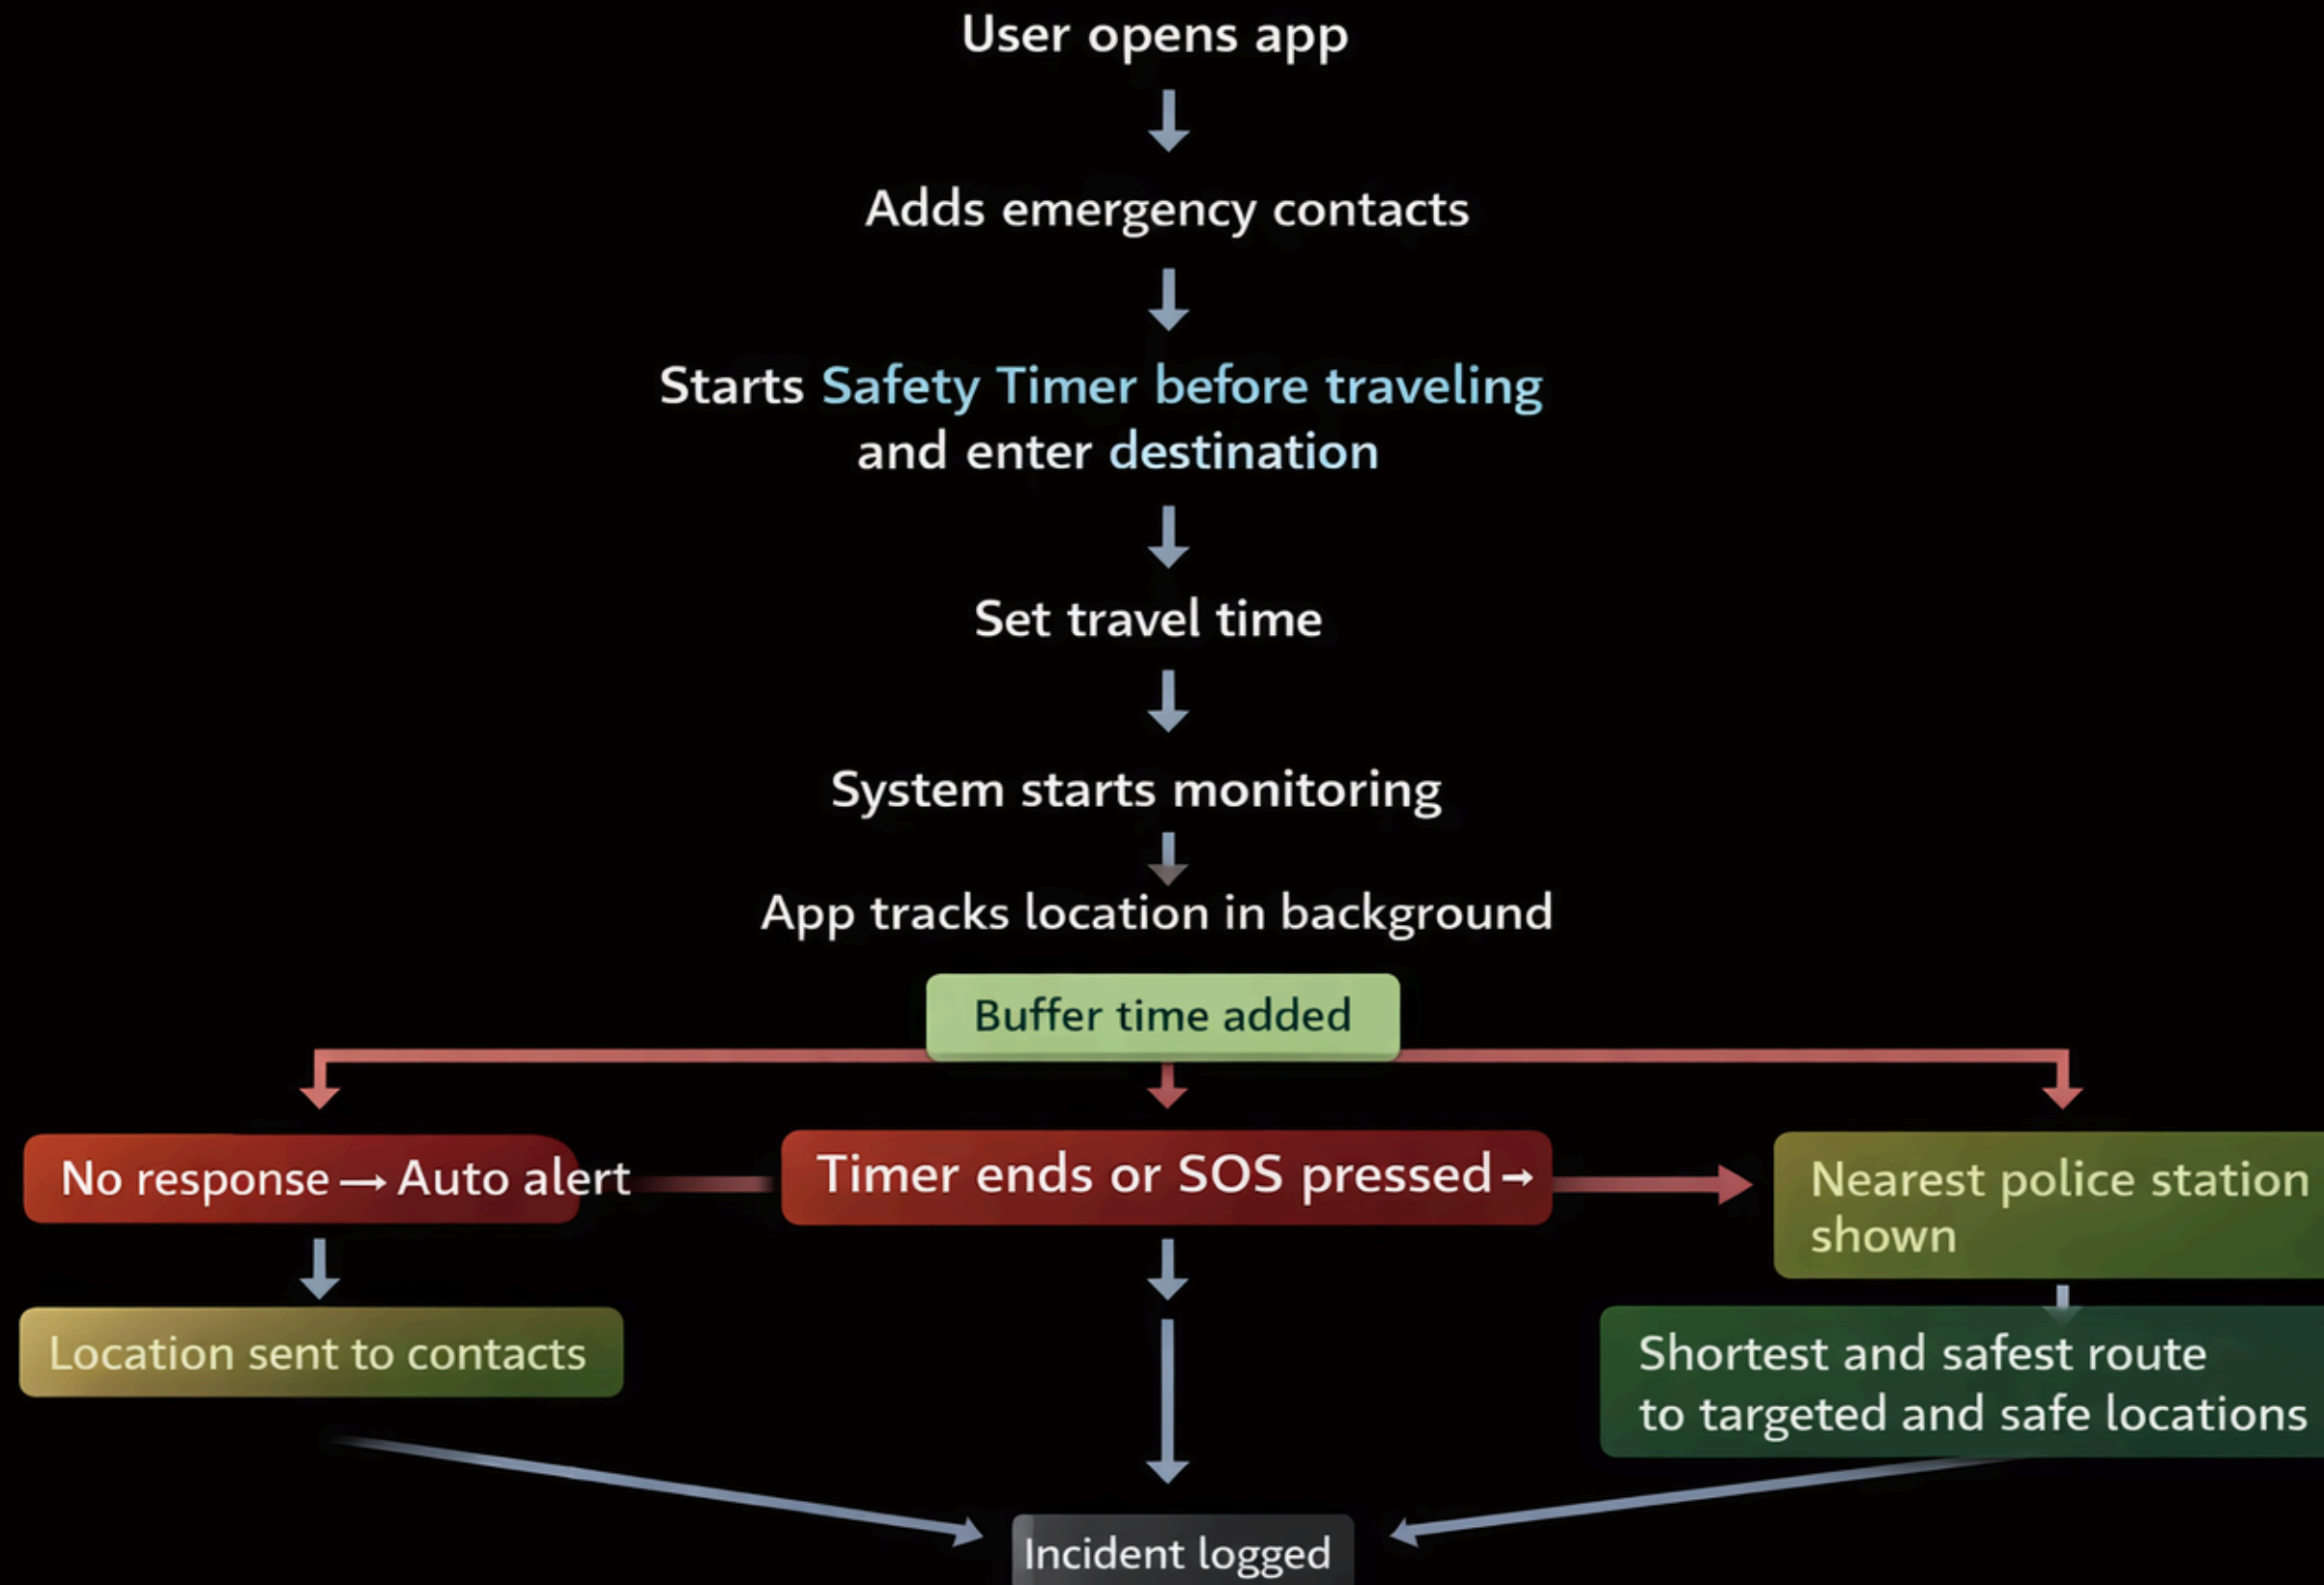 User opens app
Adds emergency contacts
Starts Safety Timer before traveling
and enter destination
Set travel time
System starts monitoring
App tracks location in background
Buffer time added
No response → Auto alert
Timer ends or SOS pressed →
Nearest police station
shown
Location sent to contacts
Shortest and safest route
to targeted and safe locations
Incident logged